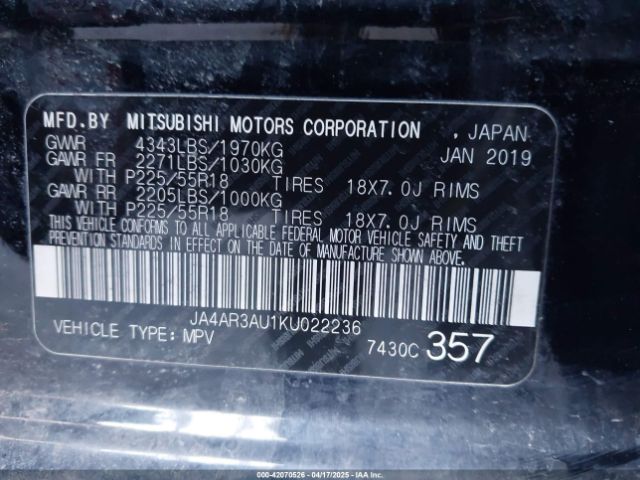 MFD.BY MITSUBISHI MOTORS CORPORATION , JAPAN
GVWR 4343LBS/1970KG JAN 2019
GAWR FR 2271LBS/1030KG
WITH P225/55R18 TIRES 18X7.0J RIMS
GAWR RR 2205LBS/1000KG
WITH P225/55R18 TIRES 18X7.0J RIMS
THIS VEHICLE CONFORMS TO ALL APPLICABLE FEDERAL MOTOR VEHICLE SAFETY AND THEFT
PREVENTION STANDARDS IN EFFECT ON THE DATE OF MANUFACTURE SHOWN ABOVE.
JA4AR3AU1KU022236
VEHICLE TYPE: MPV 7430C 357
000-42070526 - 04/17/2025 - IAA Inc.